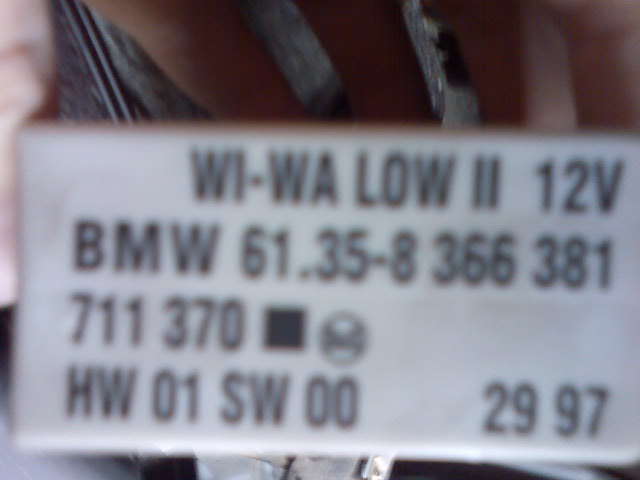 WI-WA LOW II 12V
BMW 61.35-8 366 381
711 370
HW 01 SW 00 29 97